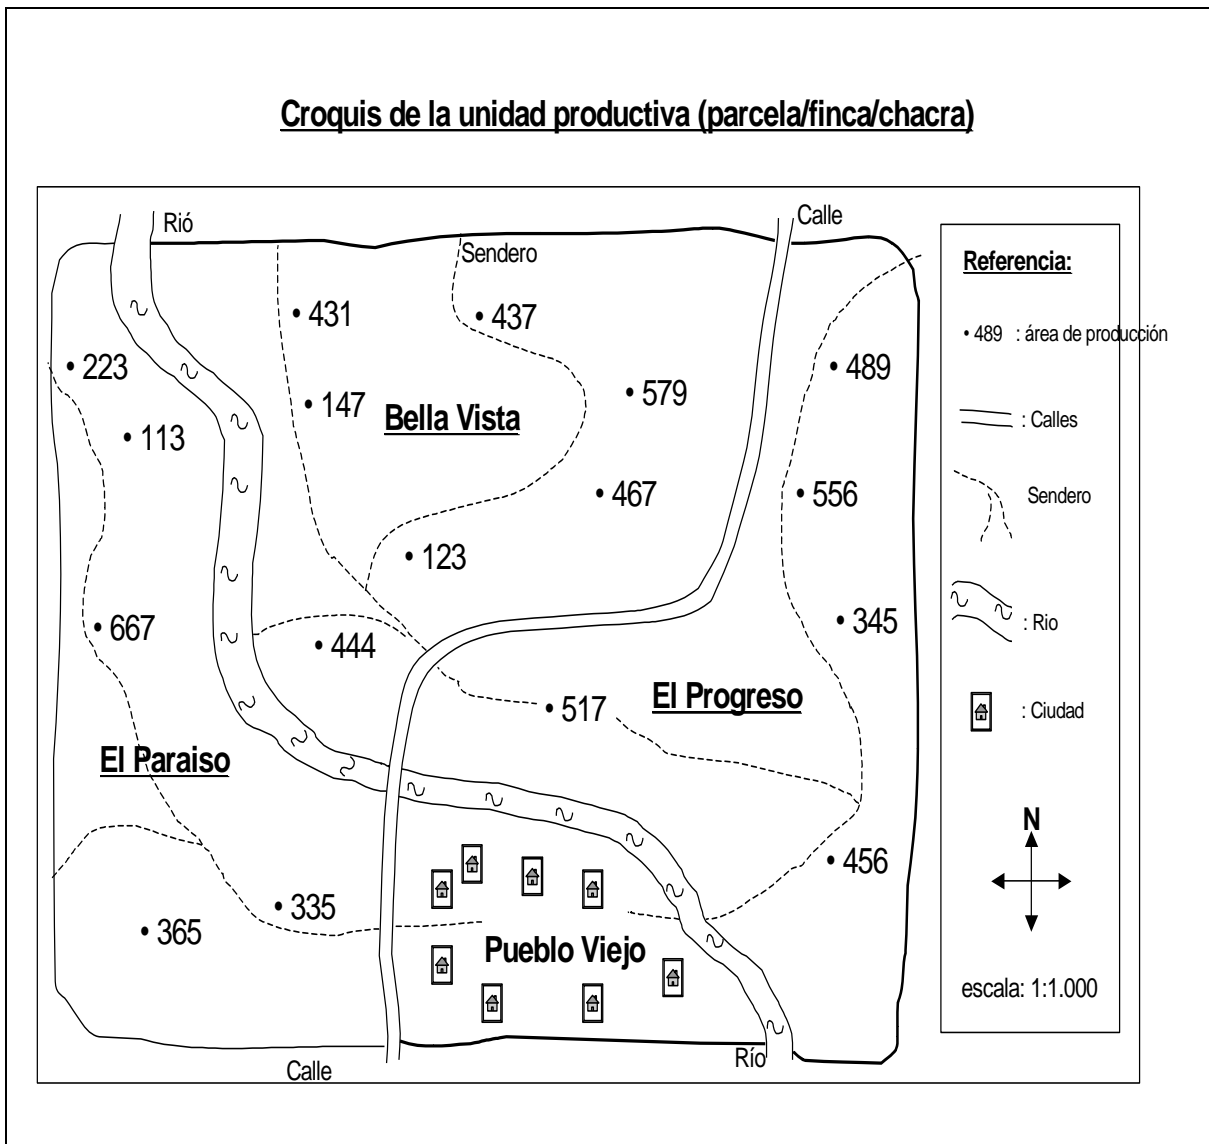 Croquis de la unidad productiva (parcela/finca/chacra)
Rió
Calle
Sendero
• 431
• 437
• 223
• 579
• 489
• 147
Bella Vista
• 113
• 467
• 556
• 123
• 667
• 444
• 345
El Progreso
• 517
El Paraiso
• 456
• 335
• 365
Pueblo Viejo
Calle
Río
Referencia:
• 489 : área de producción
: Calles
Sendero
: Rio
: Ciudad
N
escala: 1:1.000